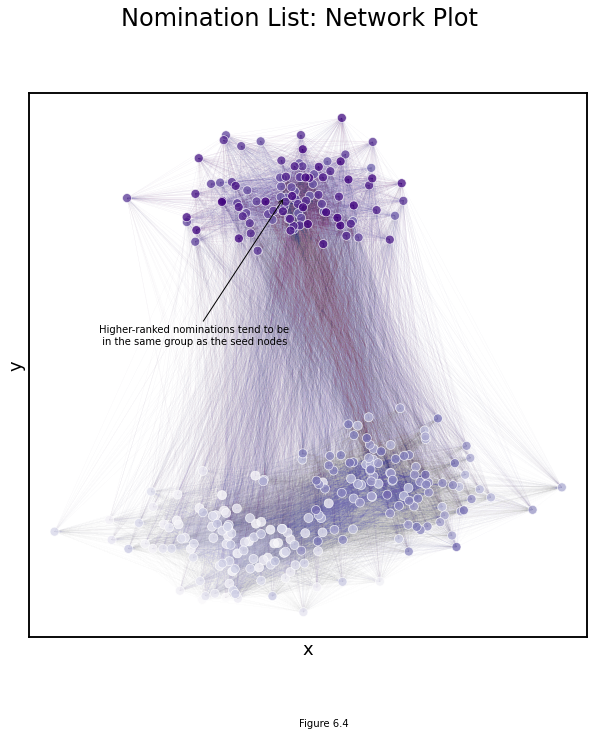 Nomination List: Network Plot
Higher-ranked nominations tend to be
in the same group as the seed nodes
y
x
Figure 6.4